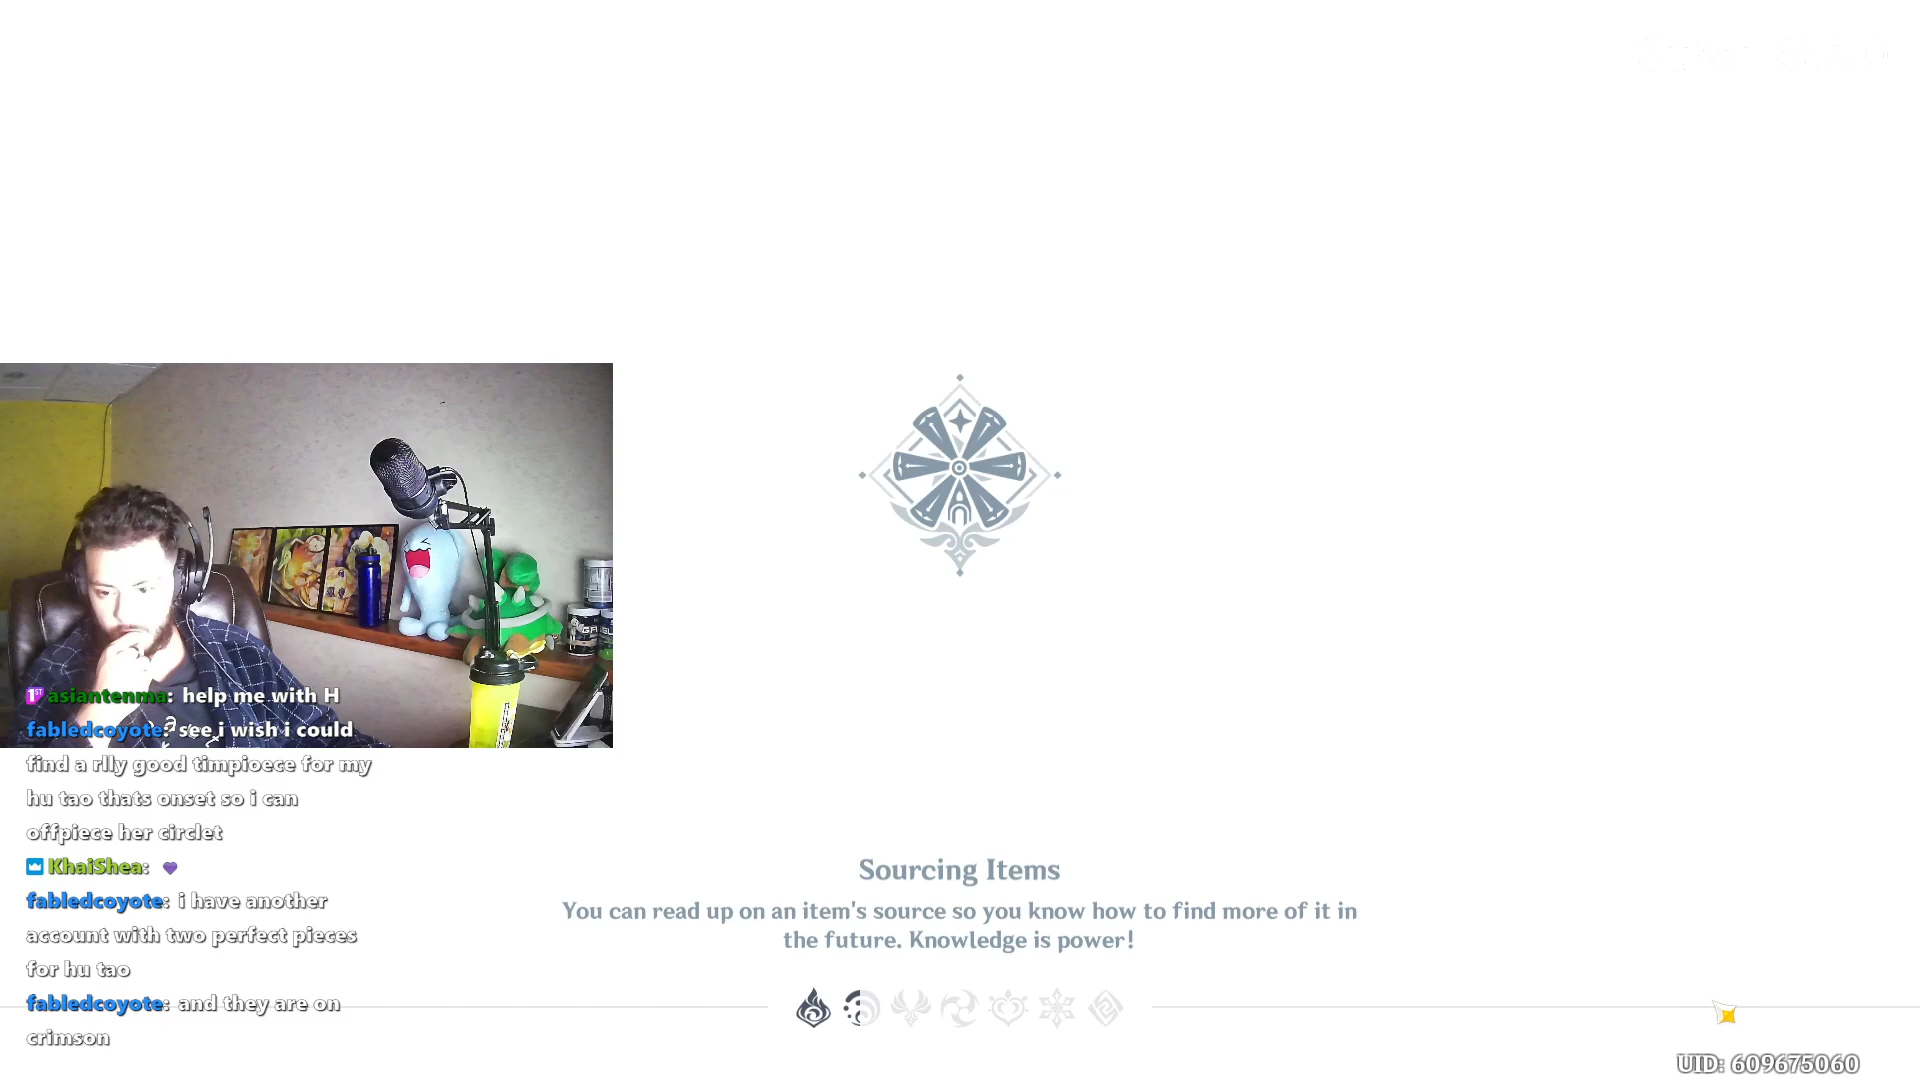 asiantenma: help me with H
fabledcoyote: see i wish i could
find a rlly good timpioece for my
hu tao thats onset so i can
offpiece her circlet
KhaiShea: 💜
fabledcoyote: i have another
account with two perfect pieces
for hu tao
fabledcoyote: and they are on
crimson
Sourcing Items
You can read up on an item's source so you know how to find more of it in
the future. Knowledge is power!
UID: 609675060